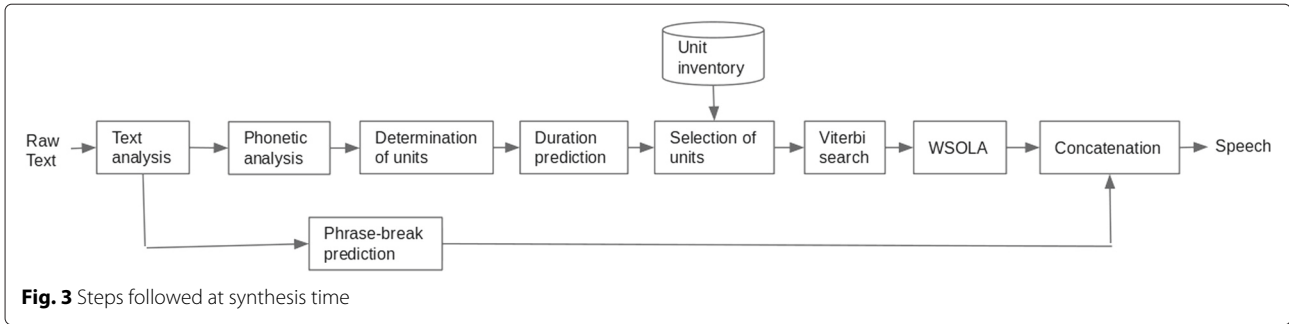 Unit
inventory
Raw
Text
Text
analysis
Phonetic
analysis
Determination
of units
Duration
prediction
Selection of
units
Viterbi
search
WSOLA
Concatenation
Speech
Phrase-break
prediction
Fig. 3 Steps followed at synthesis time